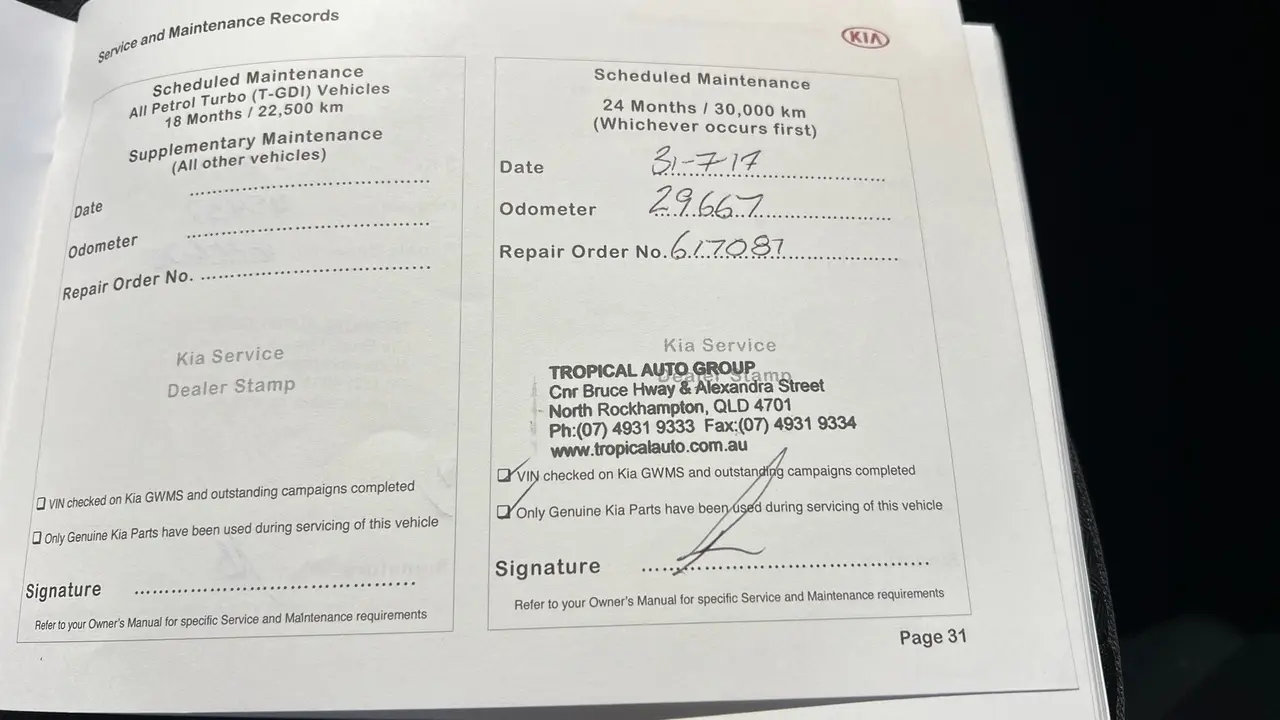 Service and Maintenance Records
KIA
Scheduled Maintenance
All Petrol Turbo (T-GDI) Vehicles
18 Months / 22,500 km
Supplementary Maintenance
(All other vehicles)
Date
Odometer
Repair Order No.
Kia Service
Dealer Stamp
VIN checked on Kia GWMS and outstanding campaigns completed
Only Genuine Kia Parts have been used during servicing of this vehicle
Signature
Refer to your Owner's Manual for specific Service and Maintenance requirements
Scheduled Maintenance
24 Months / 30,000 km
(Whichever occurs first)
Date 31-7-17
Odometer 29667
Repair Order No. 617087
Kia Service
Dealer Stamp
TROPICAL AUTO GROUP
Cnr Bruce Hway & Alexandra Street
North Rockhampton, QLD 4701
Ph:(07) 4931 9333 Fax:(07) 4931 9334
www.tropicalauto.com.au
VIN checked on Kia GWMS and outstanding campaigns completed
Only Genuine Kia Parts have been used during servicing of this vehicle
Signature
Refer to your Owner's Manual for specific Service and Maintenance requirements
Page 31